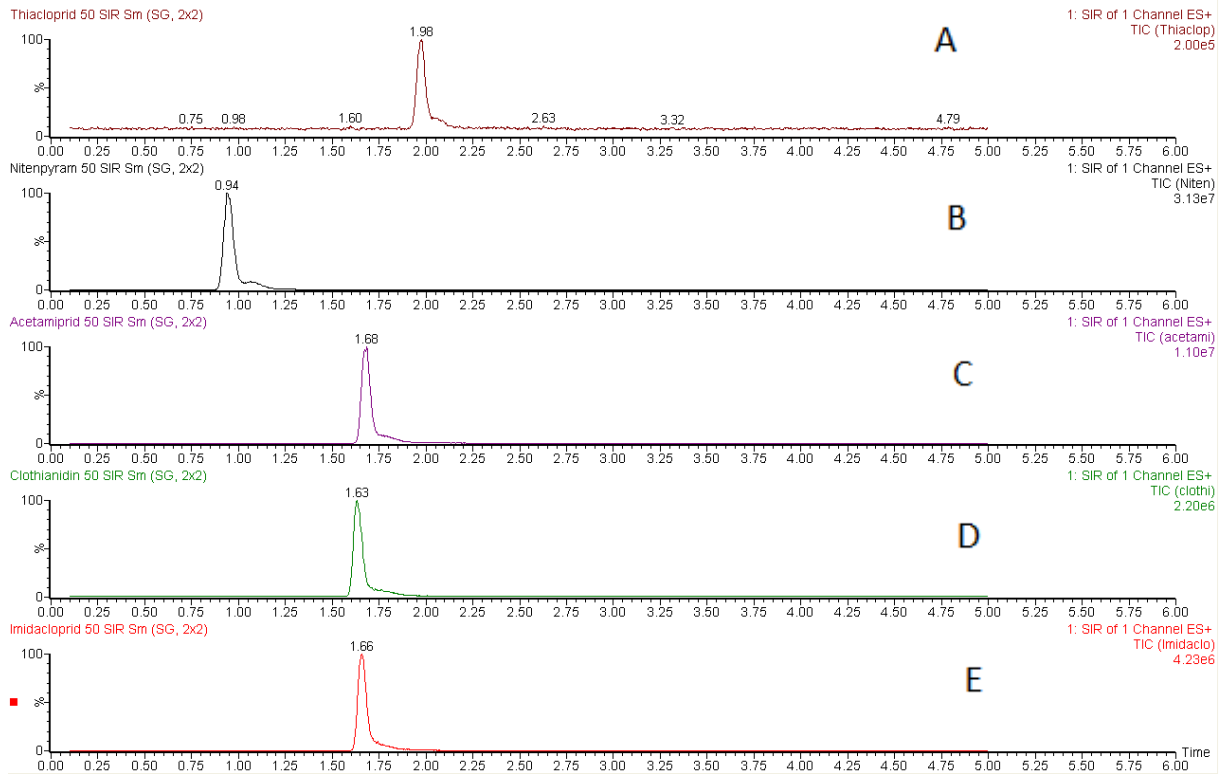 Thiacloprid 50 SIR Sm (SG, 2x2)
1: SIR of 1 Channel ES+
TIC (Thiaclop)
2.00e5
A
100
%
0
1.98
0.75 0.98 1.60 2.63 3.32 4.79
0.00 0.25 0.50 0.75 1.00 1.25 1.50 1.75 2.00 2.25 2.50 2.75 3.00 3.25 3.50 3.75 4.00 4.25 4.50 4.75 5.00 5.25 5.50 5.75 6.00
Nitenpyram 50 SIR Sm (SG, 2x2)
1: SIR of 1 Channel ES+
TIC (Niten)
3.13e7
B
100
%
0
0.94
0.00 0.25 0.50 0.75 1.00 1.25 1.50 1.75 2.00 2.25 2.50 2.75 3.00 3.25 3.50 3.75 4.00 4.25 4.50 4.75 5.00 5.25 5.50 5.75 6.00
Acetamiprid 50 SIR Sm (SG, 2x2)
1: SIR of 1 Channel ES+
TIC (acetami)
1.10e7
C
100
%
0
1.68
0.00 0.25 0.50 0.75 1.00 1.25 1.50 1.75 2.00 2.25 2.50 2.75 3.00 3.25 3.50 3.75 4.00 4.25 4.50 4.75 5.00 5.25 5.50 5.75 6.00
Clothianidin 50 SIR Sm (SG, 2x2)
1: SIR of 1 Channel ES+
TIC (clothi)
2.20e6
D
100
%
0
1.63
0.00 0.25 0.50 0.75 1.00 1.25 1.50 1.75 2.00 2.25 2.50 2.75 3.00 3.25 3.50 3.75 4.00 4.25 4.50 4.75 5.00 5.25 5.50 5.75 6.00
Imidacloprid 50 SIR Sm (SG, 2x2)
1: SIR of 1 Channel ES+
TIC (Imidaclo)
4.23e6
E
100
%
0
1.66
Time
0.00 0.25 0.50 0.75 1.00 1.25 1.50 1.75 2.00 2.25 2.50 2.75 3.00 3.25 3.50 3.75 4.00 4.25 4.50 4.75 5.00 5.25 5.50 5.75 6.00